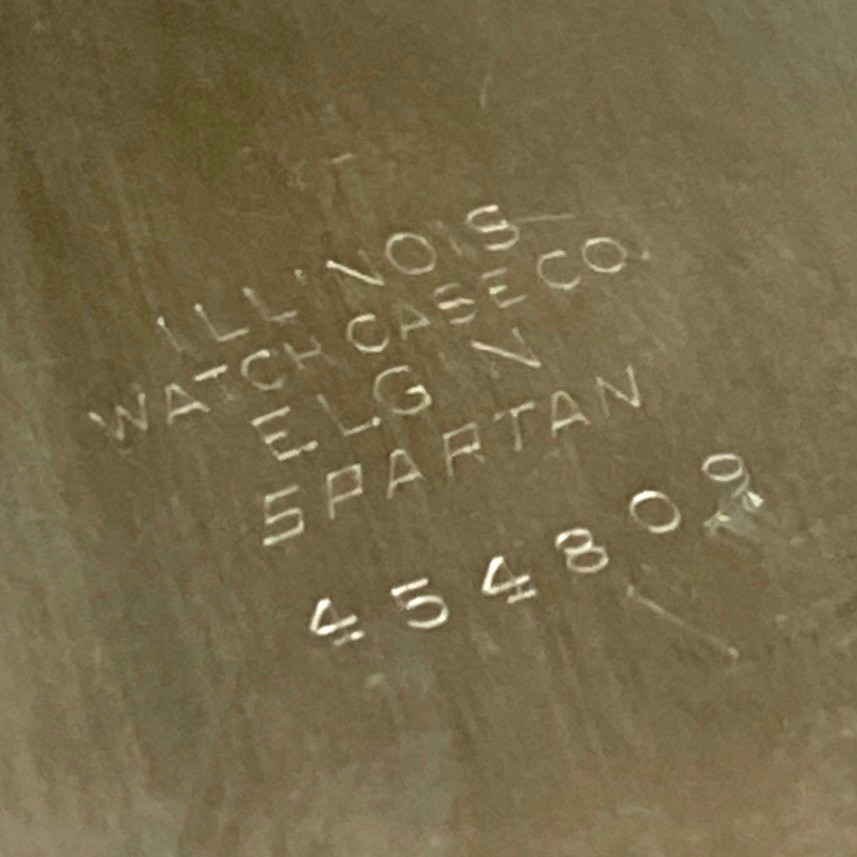 ILLINOIS
WATCH CASE CO.
ELGIN
SPARTAN
454809